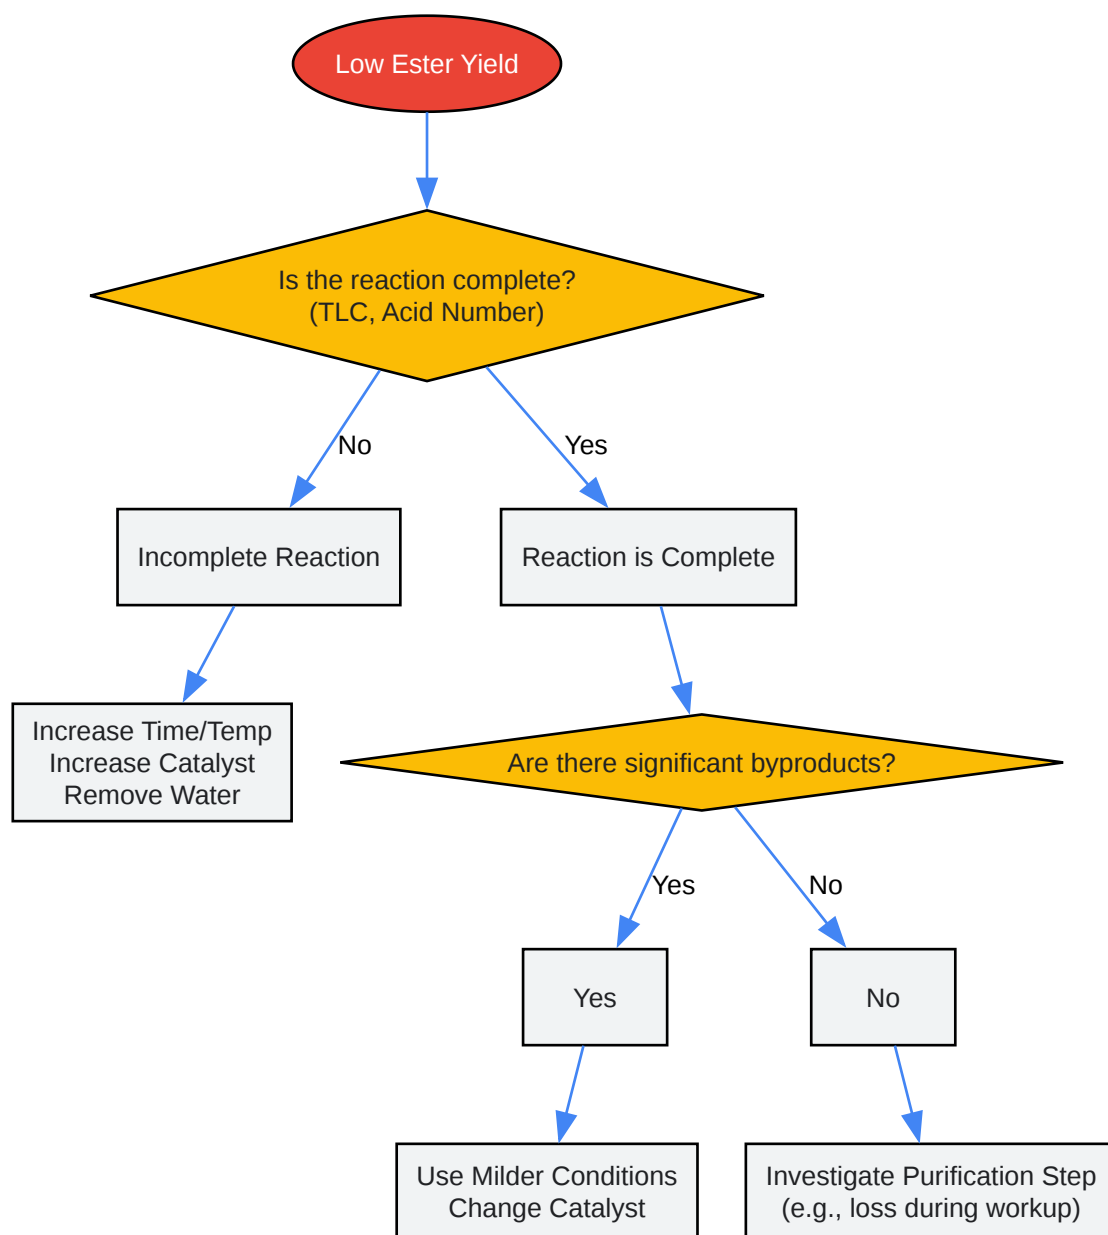 Low Ester Yield
Is the reaction complete?
(TLC, Acid Number)
No
Yes
Incomplete Reaction
Reaction is Complete
Increase Time/Temp
Increase Catalyst
Remove Water
Are there significant byproducts?
Yes
No
Yes
No
Use Milder Conditions
Change Catalyst
Investigate Purification Step
(e.g., loss during workup)